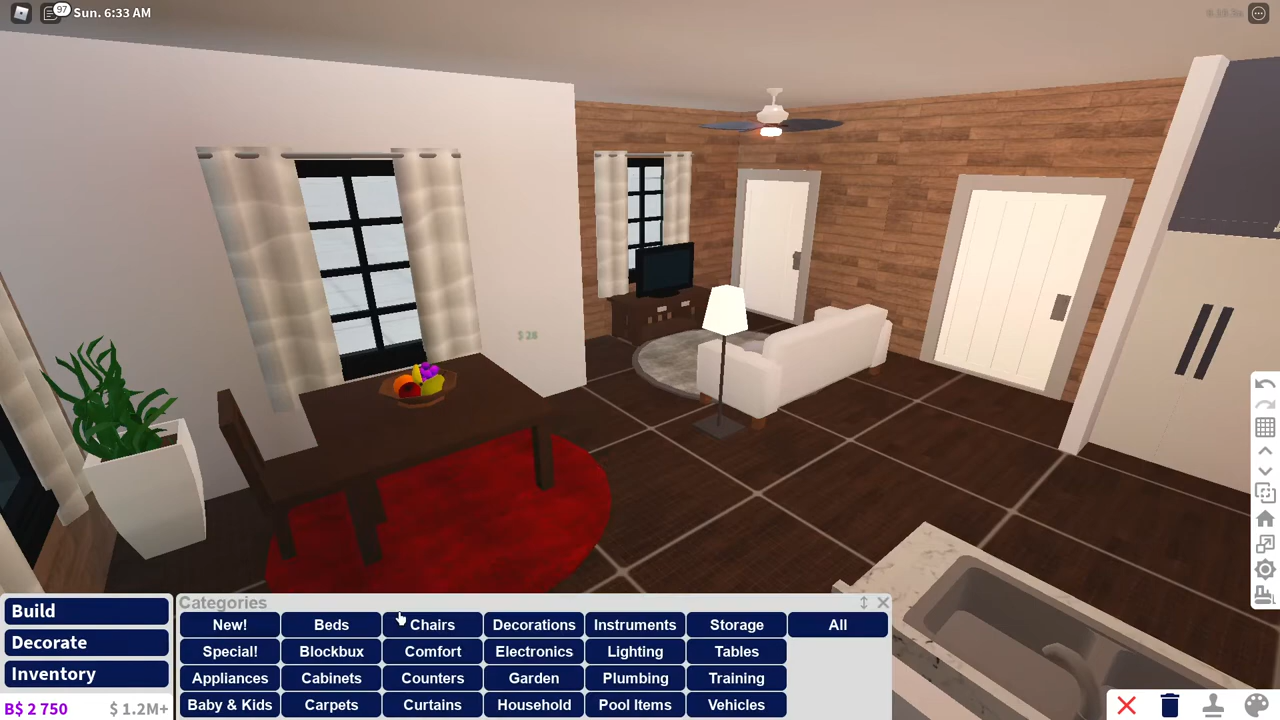 97
Sun. 6:33 AM
$ 26
Build
Decorate
Inventory
B$ 2 750
$ 1.2M+
Categories
New!
Beds
Chairs
Decorations
Instruments
Storage
All
Special!
Blockbux
Comfort
Electronics
Lighting
Tables
Appliances
Cabinets
Counters
Garden
Plumbing
Training
Baby & Kids
Carpets
Curtains
Household
Pool Items
Vehicles